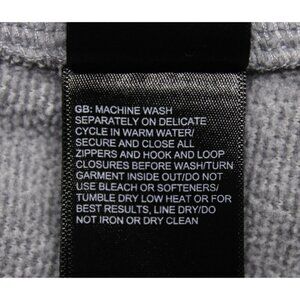 GB: MACHINE WASH
SEPARATELY ON DELICATE
CYCLE IN WARM WATER/
SECURE AND CLOSE ALL
ZIPPERS AND HOOK AND LOOP
CLOSURES BEFORE WASH/TURN
GARMENT INSIDE OUT/DO NOT
USE BLEACH OR SOFTENERS/
TUMBLE DRY LOW HEAT OR FOR
BEST RESULTS, LINE DRY/DO
NOT IRON OR DRY CLEAN